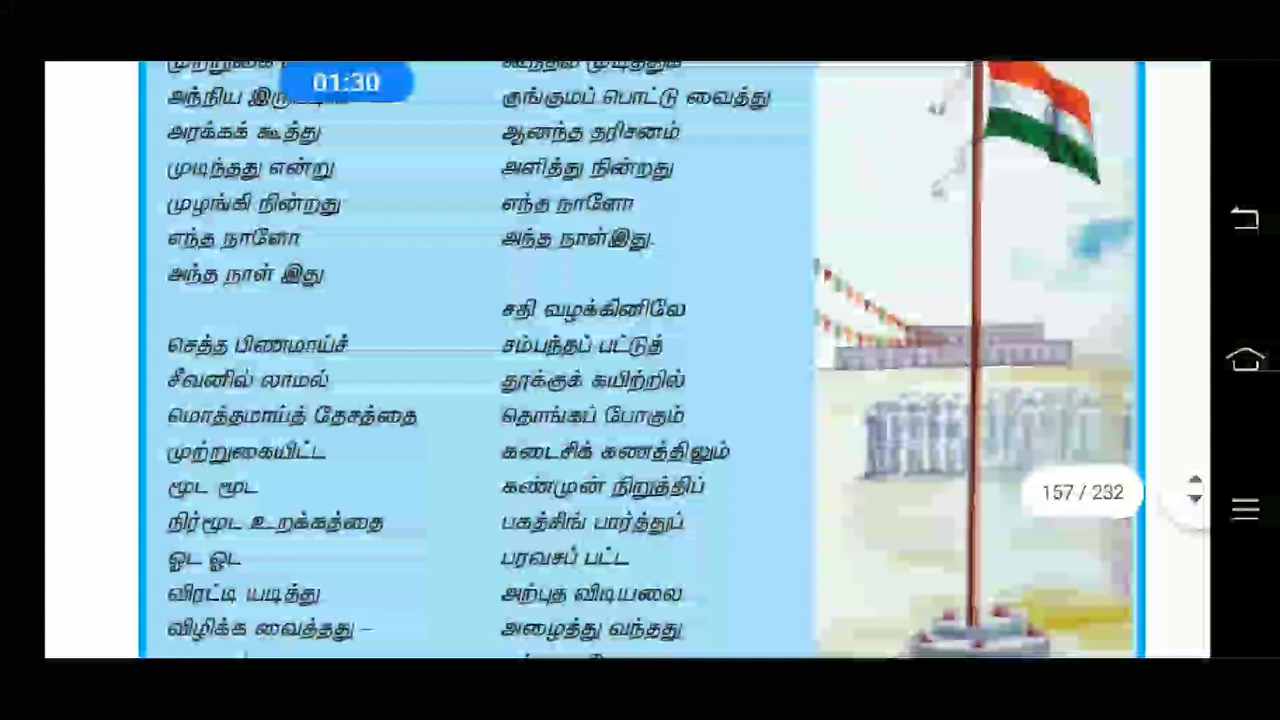 01:30
அந்நிய
அரக்கக் கூத்து
முடிந்தது என்று
முழங்கி நின்றது
எந்த நாளோ
அந்த நாள் இது
செத்த பிணமாய்ச்
சீவனில் லாமல்
மொத்தமாய்த் தேசத்தை
முற்றுகையிட்ட
மூட மூட
நிர்மூட உறக்கத்தை
ஓட ஓட
விரட்டி யடித்து
விழிக்க வைத்தது –
குங்குமப் பொட்டு வைத்து
ஆனந்த தரிசனம்
அளித்து நின்றது
எந்த நாளோ
அந்த நாள்இது.
சதி வழக்கினிலே
சம்பந்தப் பட்டுத்
தூக்குக் கயிற்றில்
தொங்கப் போகும்
கடைசிக் கணத்திலும்
கண்முன் நிறுத்திப்
பகத்சிங் பார்த்துப்
பரவசப் பட்ட
அற்புத விடியலை
அழைத்து வந்தது
157 / 232